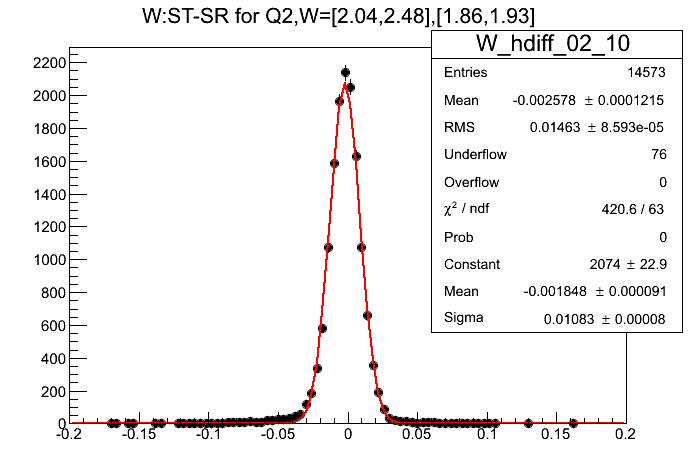 W:ST-SR for Q2,W=[2.04,2.48],[1.86,1.93]
W_hdiff_02_10
Entries 14573
Mean -0.002578 ± 0.0001215
RMS 0.01463 ± 8.593e-05
Underflow 76
Overflow 0
χ² / ndf 420.6 / 63
Prob 0
Constant 2074 ± 22.9
Mean -0.001848 ± 0.000091
Sigma 0.01083 ± 0.00008
2200
2000
1800
1600
1400
1200
1000
800
600
400
200
0
-0.2 -0.15 -0.1 -0.05 0 0.05 0.1 0.15 0.2